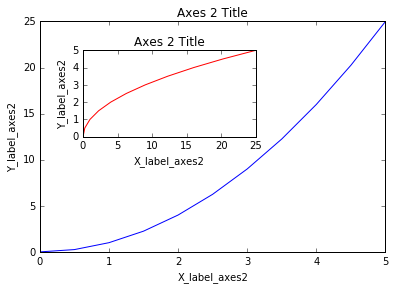 Axes 2 Title
25
20
15
10
5
0
Y_label_axes2
Axes 2 Title
5
4
3
2
1
0
Y_label_axes2
0 5 10 15 20 25
X_label_axes2
0 1 2 3 4 5
X_label_axes2